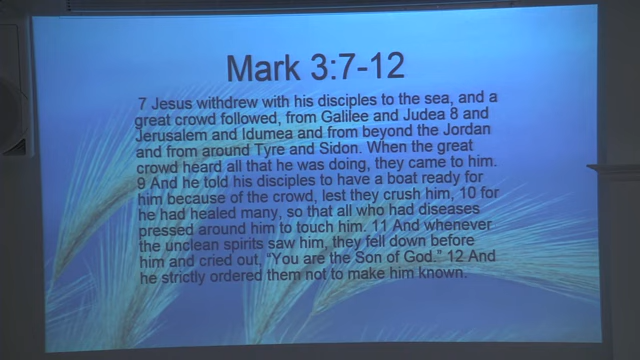 Mark 3:7-12
7 Jesus withdrew with his disciples to the sea, and a
great crowd followed, from Galilee and Judea 8 and
Jerusalem and Idumea and from beyond the Jordan
and from around Tyre and Sidon. When the great
crowd heard all that he was doing, they came to him.
9 And he told his disciples to have a boat ready for
him because of the crowd, lest they crush him, 10 for
he had healed many, so that all who had diseases
pressed around him to touch him. 11 And whenever
the unclean spirits saw him, they fell down before
him and cried out, “You are the Son of God.” 12 And
he strictly ordered them not to make him known.